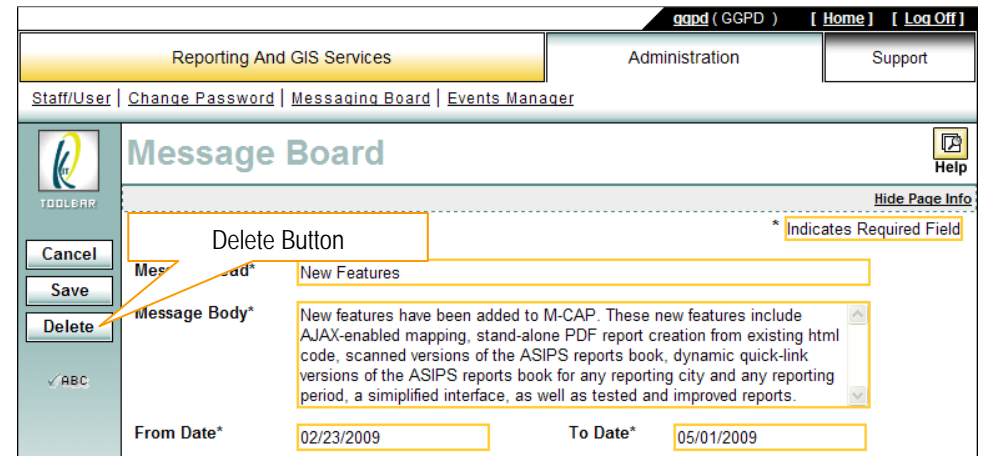 ggpd ( GGPD ) [ Home ] [ Log Off ]
Reporting And GIS Services Administration Support
Staff/User | Change Password | Messaging Board | Events Manager
KIT
TOOLBAR
Message Board
Help
Hide Page Info
* Indicates Required Field
Delete Button
Cancel
Save
Delete
✓ABC
New Features
Message Body*
New features have been added to M-CAP. These new features include
AJAX-enabled mapping, stand-alone PDF report creation from existing html
code, scanned versions of the ASIPS reports book, dynamic quick-link
versions of the ASIPS reports book for any reporting city and any reporting
period, a simiplified interface, as well as tested and improved reports.
From Date* 02/23/2009 To Date* 05/01/2009